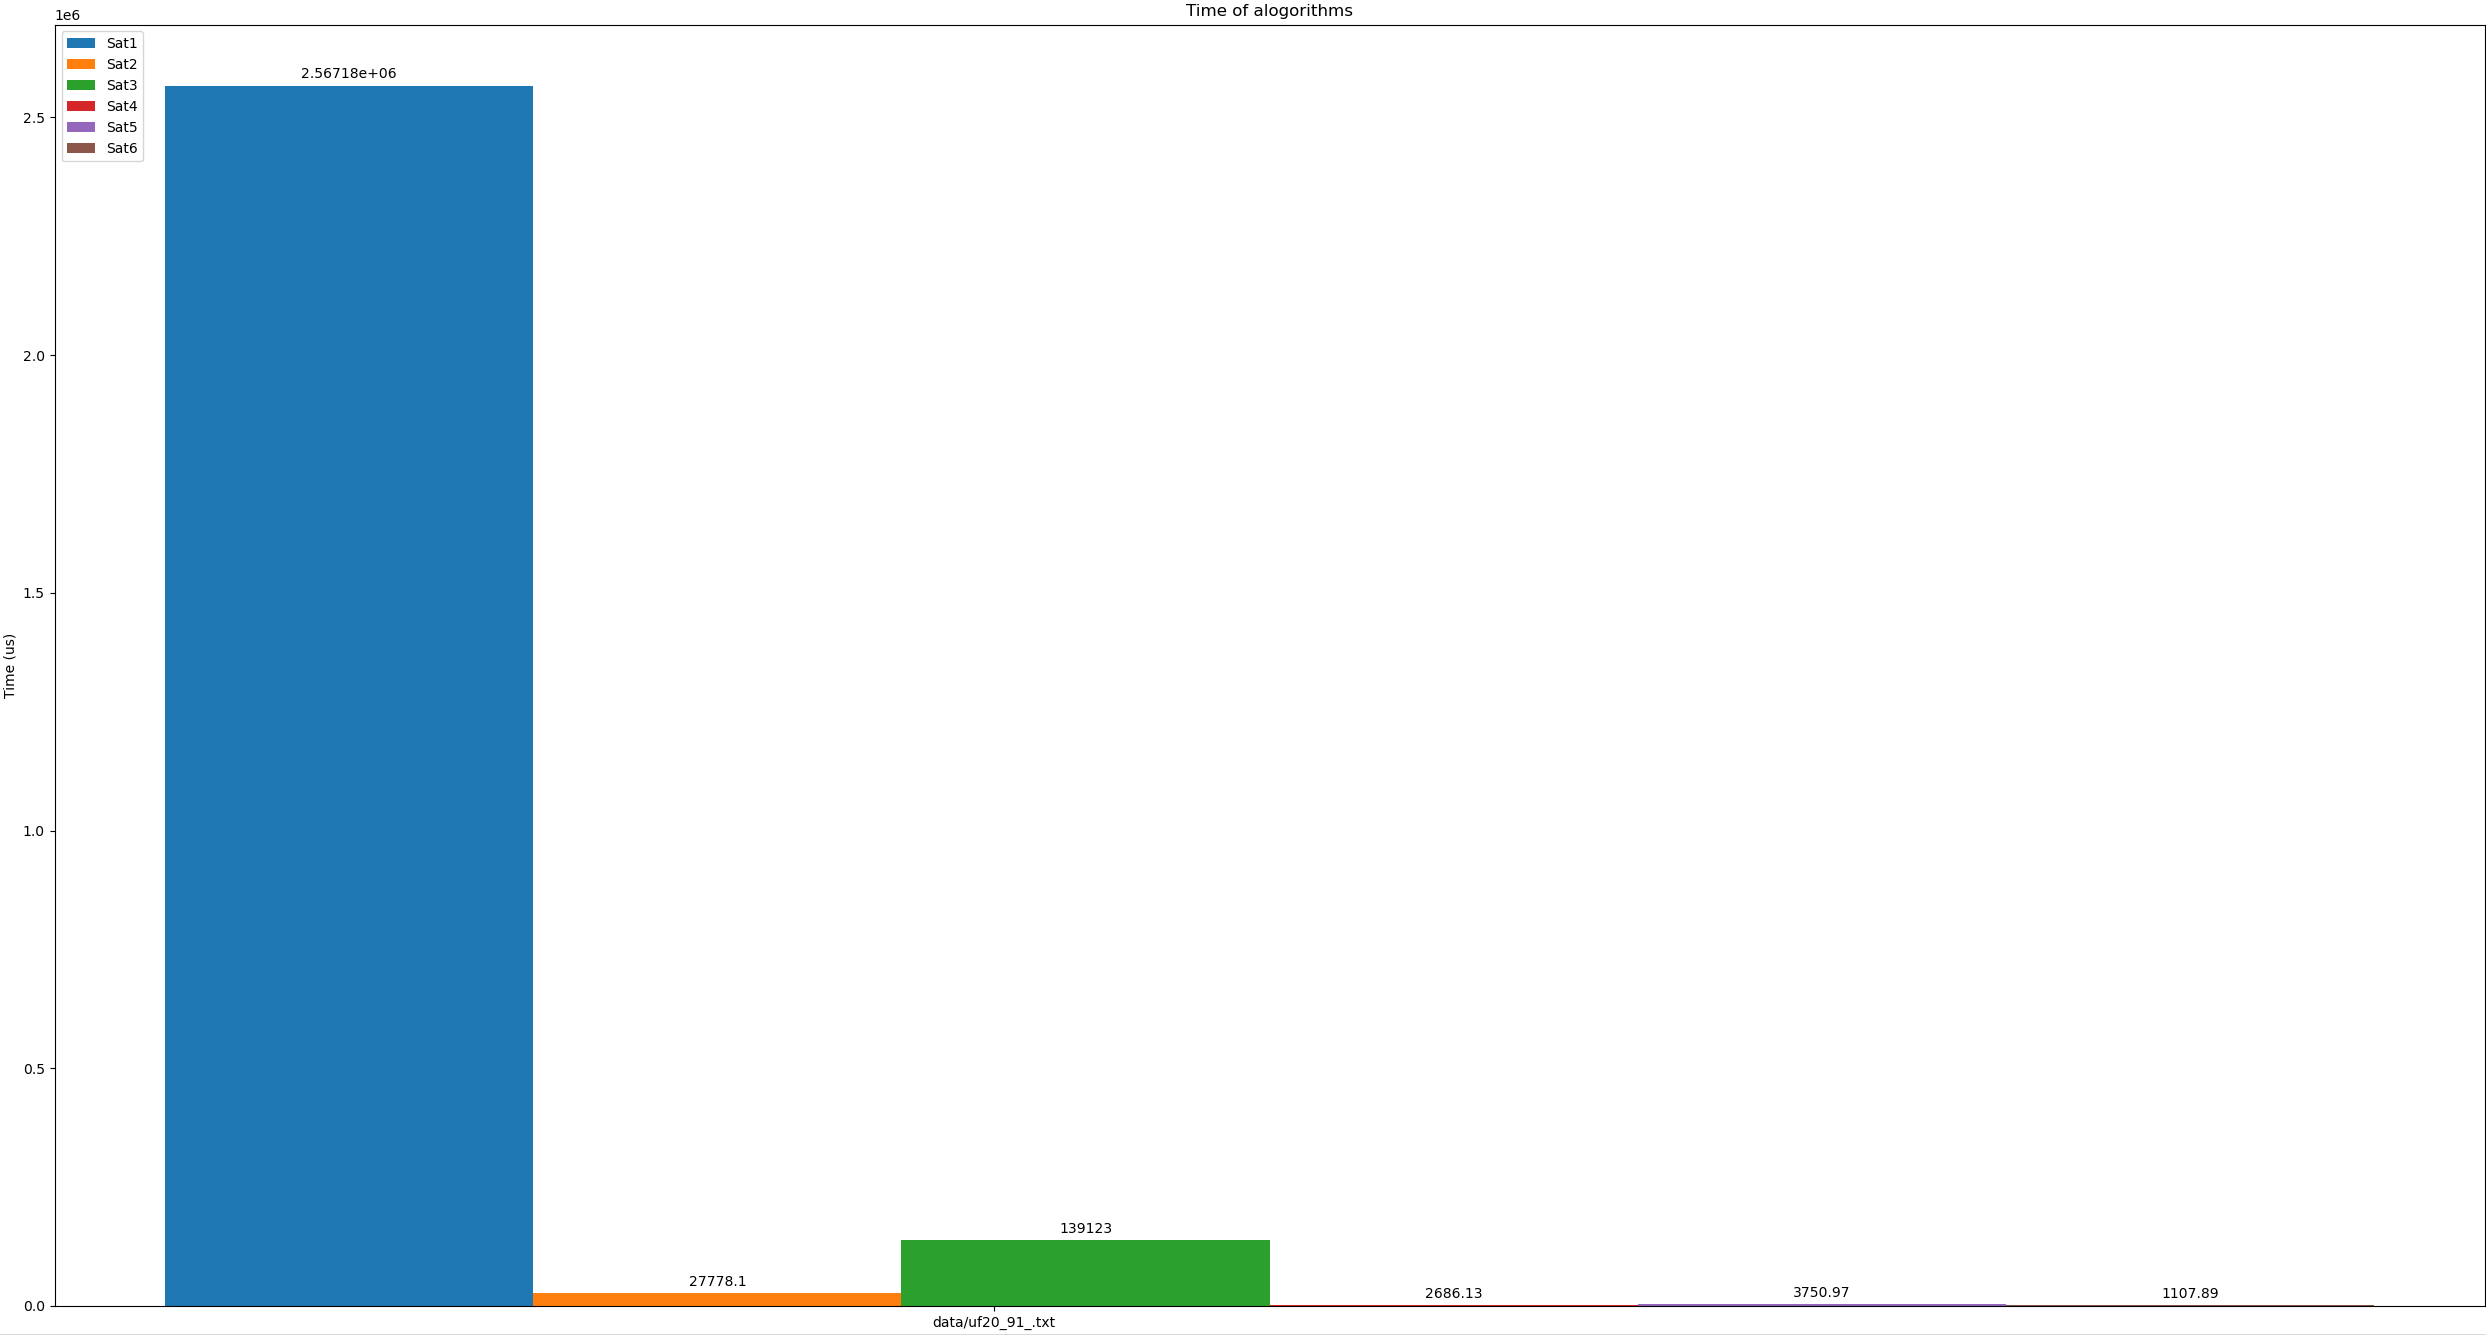 Time of alogorithms
1e6
Sat1
Sat2
Sat3
Sat4
Sat5
Sat6
2.56718e+06
2.5
2.0
1.5
1.0
0.5
0.0
Time (us)
27778.1
139123
2686.13
3750.97
1107.89
data/uf20_91_.txt